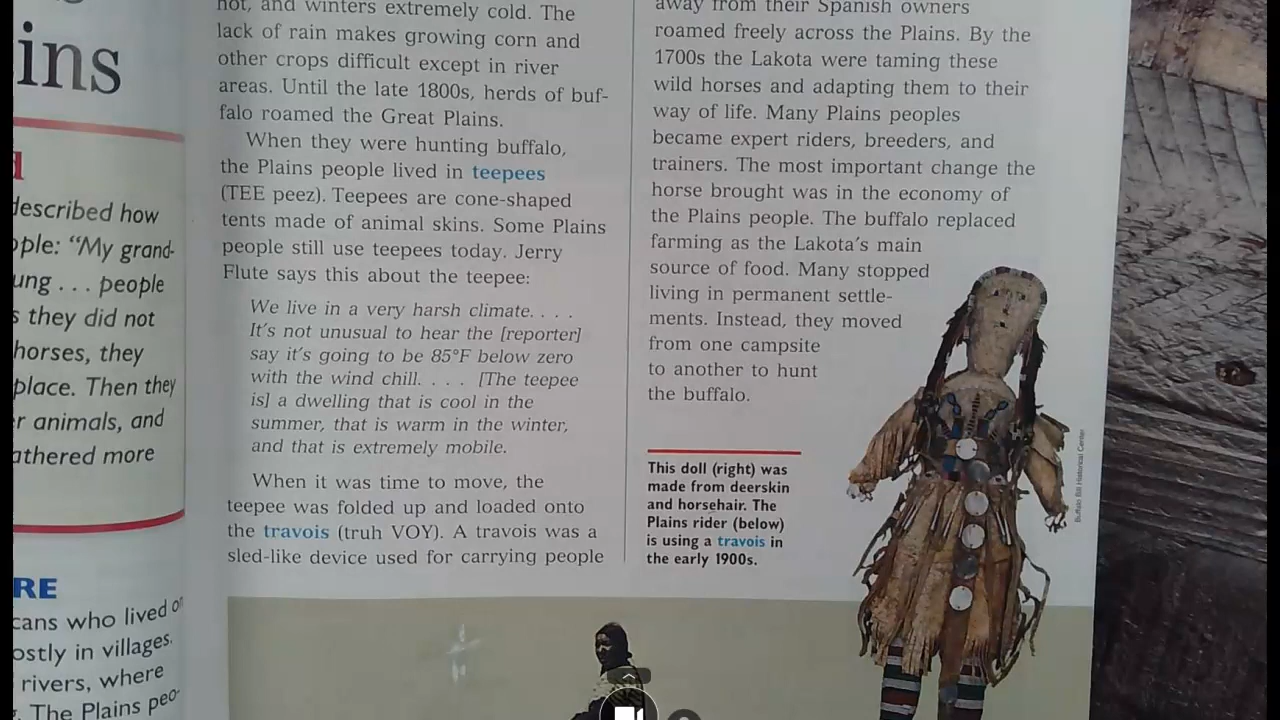 ins
described how
people: “My grand-
. . . people
they did not
horses, they
place. Then they
animals, and
gathered more
RE
cans who lived on
mostly in villages.
rivers, where
The Plains peo-
hot, and winters extremely cold. The
lack of rain makes growing corn and
other crops difficult except in river
areas. Until the late 1800s, herds of buf-
falo roamed the Great Plains.
When they were hunting buffalo,
the Plains people lived in teepees
(TEE peez). Teepees are cone-shaped
tents made of animal skins. Some Plains
people still use teepees today. Jerry
Flute says this about the teepee:
We live in a very harsh climate. . . .
It’s not unusual to hear the [reporter]
say it’s going to be 85°F below zero
with the wind chill. . . . [The teepee
is] a dwelling that is cool in the
summer, that is warm in the winter,
and that is extremely mobile.
When it was time to move, the
teepee was folded up and loaded onto
the travois (truh VOY). A travois was a
sled-like device used for carrying people
away from their Spanish owners
roamed freely across the Plains. By the
1700s the Lakota were taming these
wild horses and adapting them to their
way of life. Many Plains peoples
became expert riders, breeders, and
trainers. The most important change the
horse brought was in the economy of
the Plains people. The buffalo replaced
farming as the Lakota’s main
source of food. Many stopped
living in permanent settle-
ments. Instead, they moved
from one campsite
to another to hunt
the buffalo.
This doll (right) was
made from deerskin
and horsehair. The
Plains rider (below)
is using a travois in
the early 1900s.
Buffalo Bill Historical Center